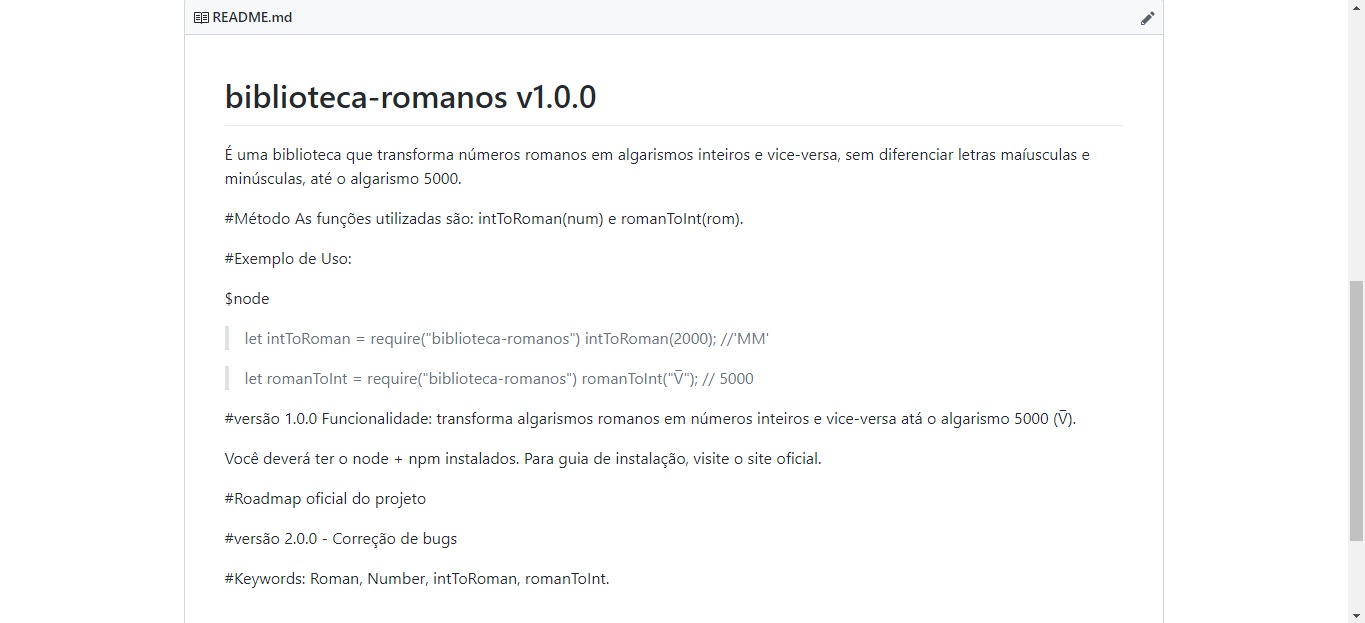 README.md
biblioteca-romanos v1.0.0
É uma biblioteca que transforma números romanos em algarismos inteiros e vice-versa, sem diferenciar letras maíusculas e
minúsculas, até o algarismo 5000.
#Método As funções utilizadas são: intToRoman(num) e romanToInt(rom).
#Exemplo de Uso:
$node
let intToRoman = require("biblioteca-romanos") intToRoman(2000); //'MM'
let romanToInt = require("biblioteca-romanos") romanToInt("V̅"); // 5000
#versão 1.0.0 Funcionalidade: transforma algarismos romanos em números inteiros e vice-versa atá o algarismo 5000 (V̅).
Você deverá ter o node + npm instalados. Para guia de instalação, visite o site oficial.
#Roadmap oficial do projeto
#versão 2.0.0 - Correção de bugs
#Keywords: Roman, Number, intToRoman, romanToInt.